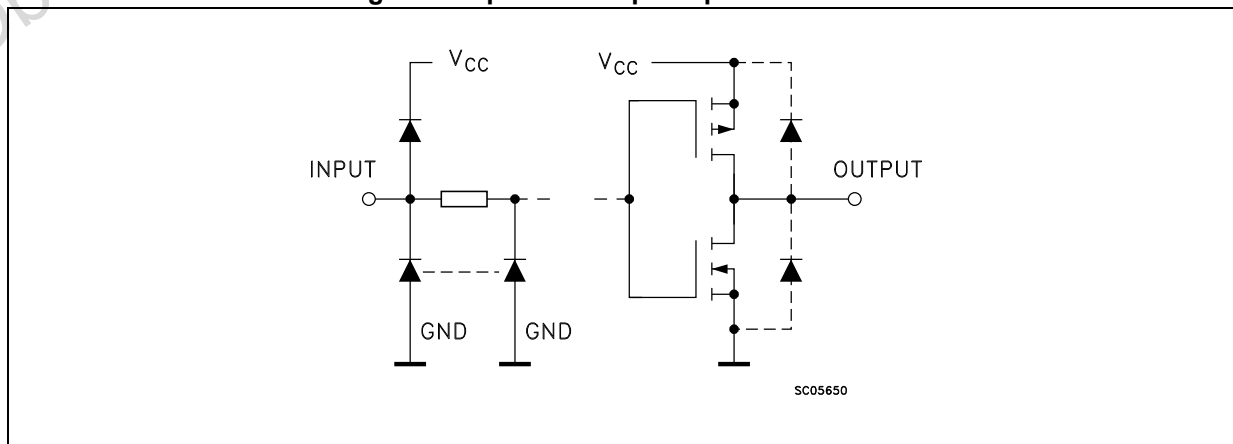 VCC
VCC
INPUT
OUTPUT
GND
GND
SC05650